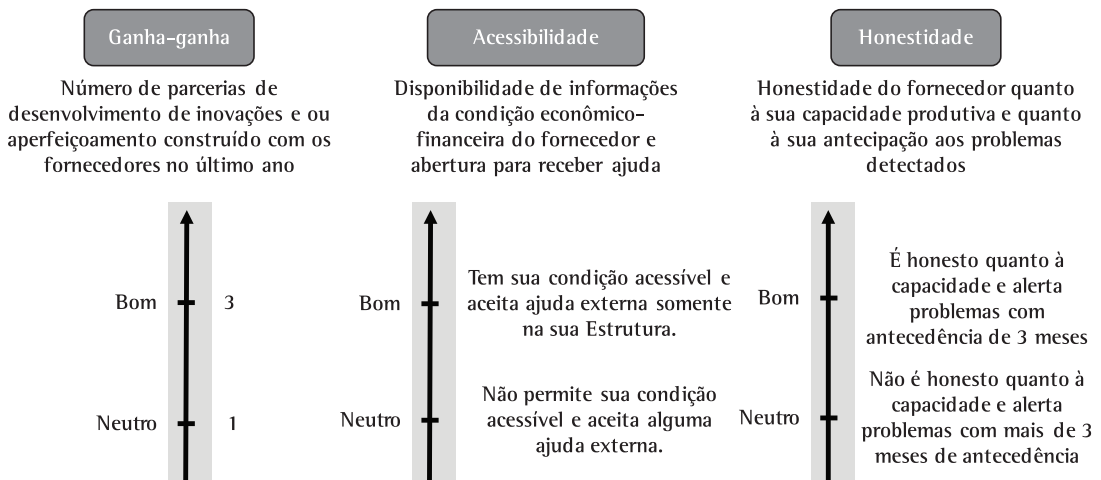 Ganha-ganha
Número de parcerias de
desenvolvimento de inovações e ou
aperfeiçoamento construído com os
fornecedores no último ano
Bom
3
Neutro
1
Acessibilidade
Disponibilidade de informações
da condição econômico-
financeira do fornecedor e
abertura para receber ajuda
Bom
Tem sua condição acessível e
aceita ajuda externa somente
na sua Estrutura.
Neutro
Não permite sua condição
acessível e aceita alguma
ajuda externa.
Honestidade
Honestidade do fornecedor quanto
à sua capacidade produtiva e quanto
à sua antecipação aos problemas
detectados
Bom
É honesto quanto à
capacidade e alerta
problemas com
antecedência de 3 meses
Neutro
Não é honesto quanto à
capacidade e alerta
problemas com mais de 3
meses de antecedência